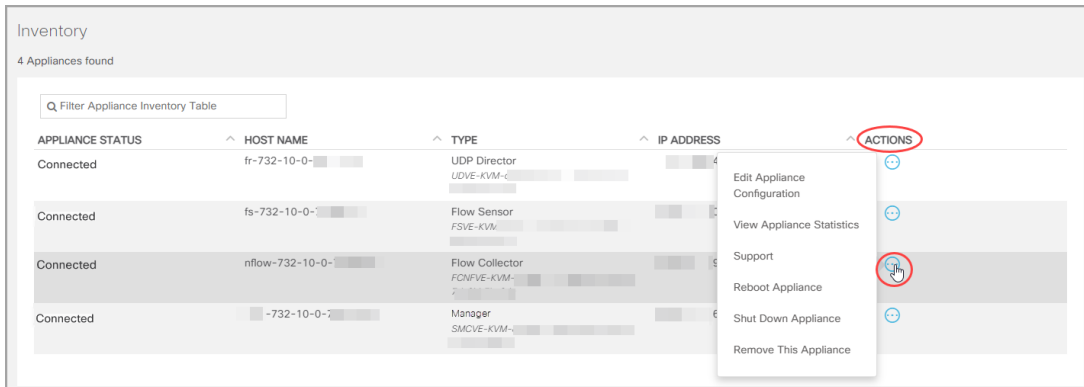 Inventory
4 Appliances found
Filter Appliance Inventory Table
APPLIANCE STATUS HOST NAME TYPE IP ADDRESS ACTIONS
Connected fr-732-10-0- UDP Director 4
UDVE-KVM-
Edit Appliance
Configuration
Connected fs-732-10-0- Flow Sensor
FSVE-KVM
View Appliance Statistics
Support
Connected nflow-732-10-0- Flow Collector 9
FCNFVE-KVM-
Reboot Appliance
Connected -732-10-0- Manager 6
SMCVE-KVM-
Shut Down Appliance
Remove This Appliance